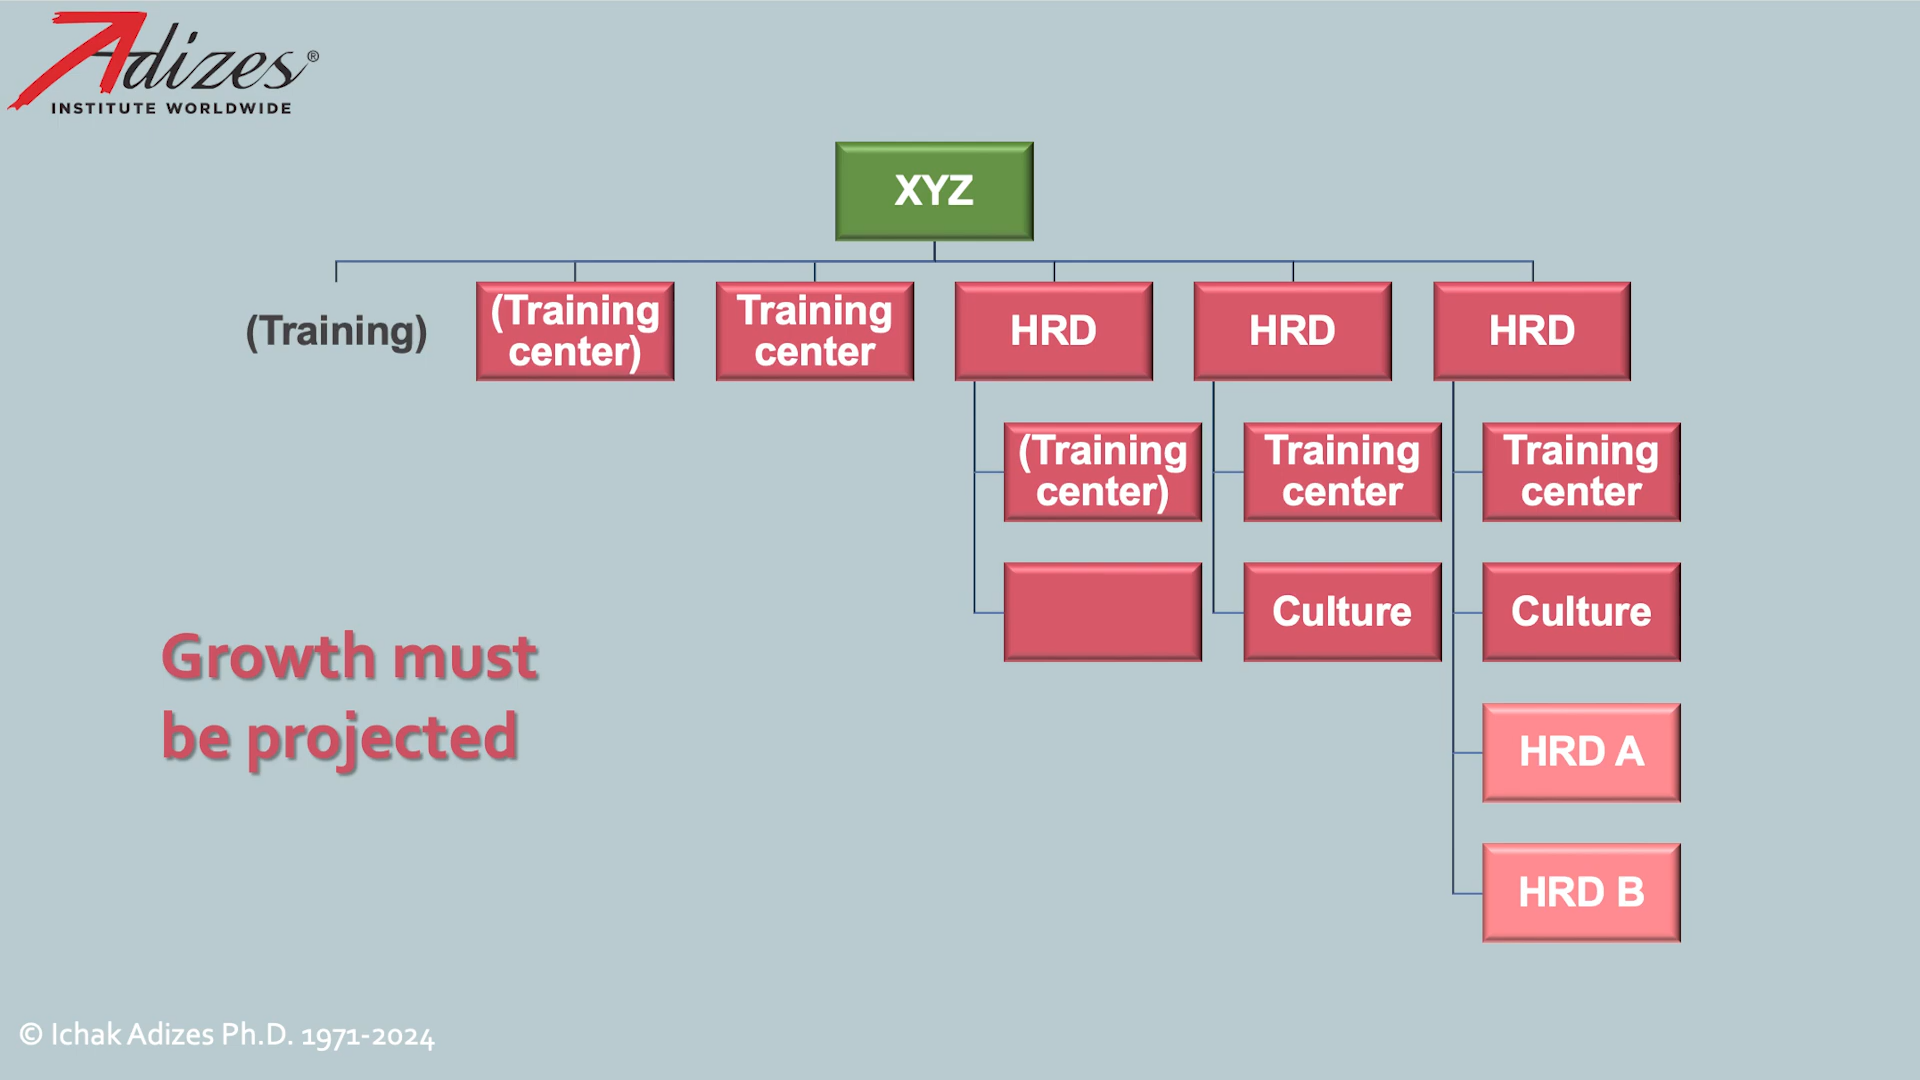 Adizes®
INSTITUTE WORLDWIDE
XYZ
(Training)
(Training
center)
Training
center
HRD
HRD
HRD
(Training
center)
Training
center
Training
center
Culture
Culture
Growth must
be projected
HRD A
HRD B
© Ichak Adizes Ph.D. 1971-2024